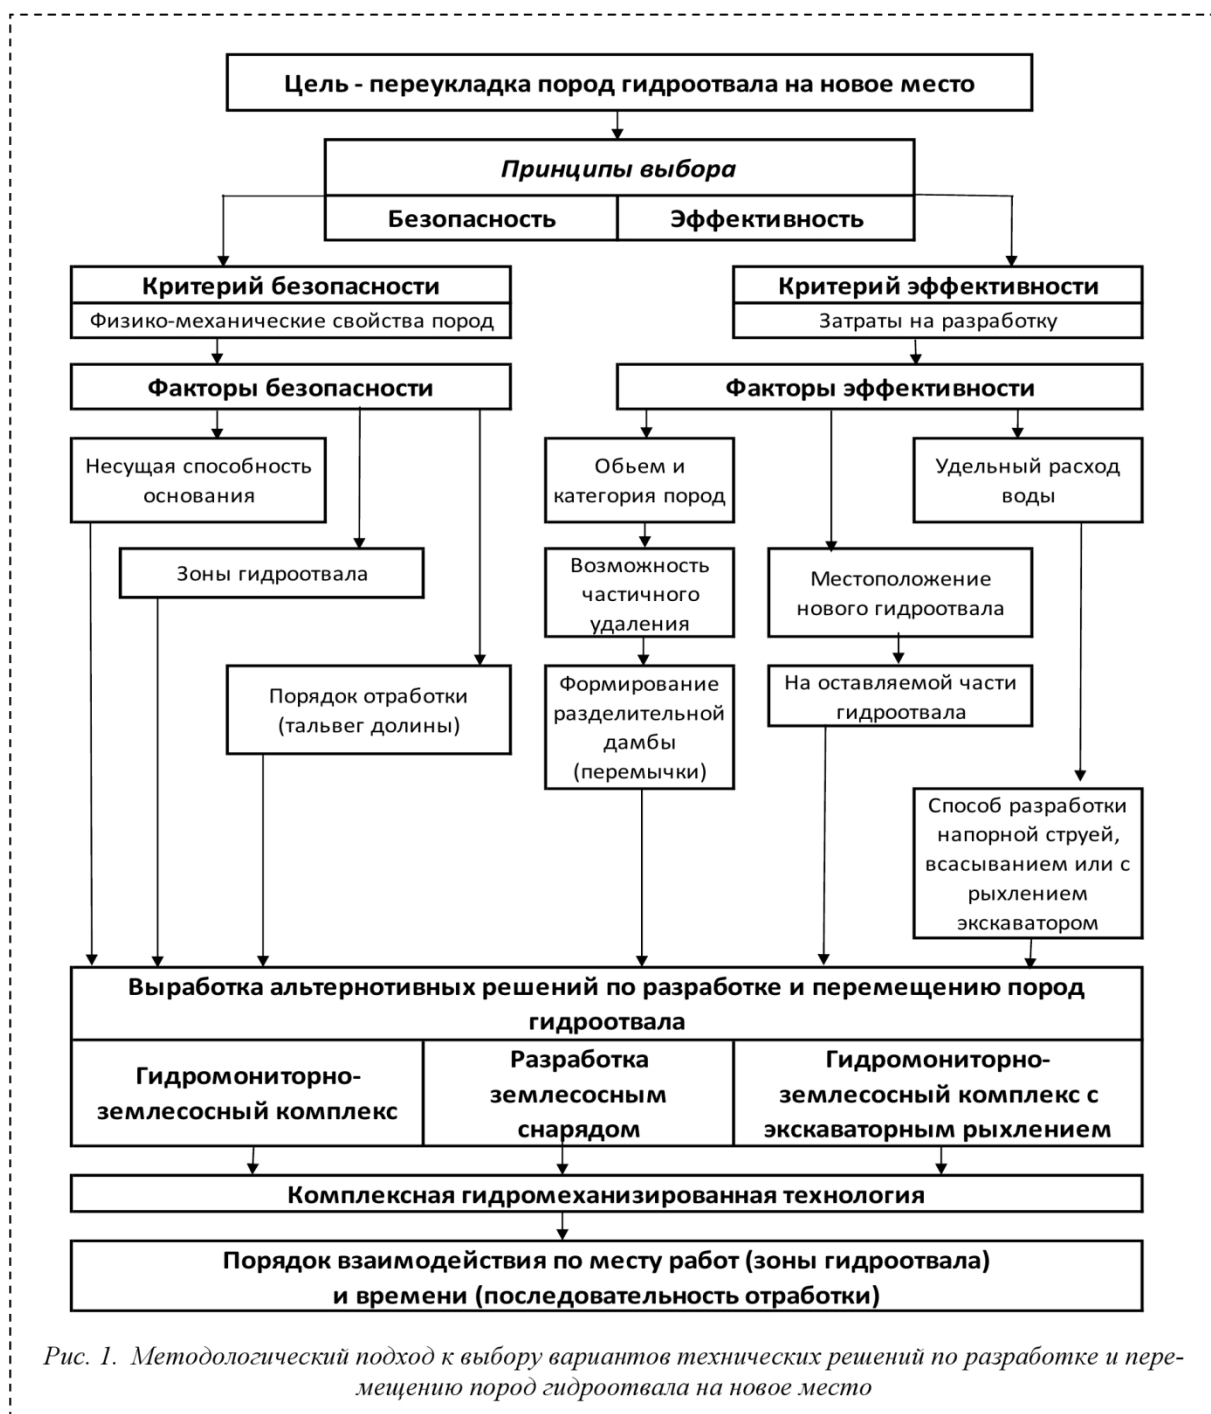 Цель - переукладка пород гидроотвала на новое место
Принципы выбора
Безопасность
Эффективность
Критерий безопасности
Физико-механические свойства пород
Критерий эффективности
Затраты на разработку
Факторы безопасности
Факторы эффективности
Несущая способность
основания
Обьем и
категория пород
Удельный расход
воды
Зоны гидроотвала
Возможность
частичного
удаления
Местоположение
нового гидроотвала
Порядок отработки
(тальвег долины)
Формирование
разделительной
дамбы
(перемычки)
На оставляемой части
гидроотвала
Способ разработки
напорной струей,
всасыванием или с
рыхлением
экскаватором
Выработка альтернотивных решений по разработке и перемещению пород
гидроотвала
Гидромониторно-
землесосный комплекс
Разработка
землесосным
снарядом
Гидромониторно-
землесосный комплекс с
экскаваторным рыхлением
Комплексная гидромеханизированная технология
Порядок взаимодействия по месту работ (зоны гидроотвала)
и времени (последовательность отработки)
Рис. 1. Методологический подход к выбору вариантов технических решений по разработке и пере-
мещению пород гидроотвала на новое место